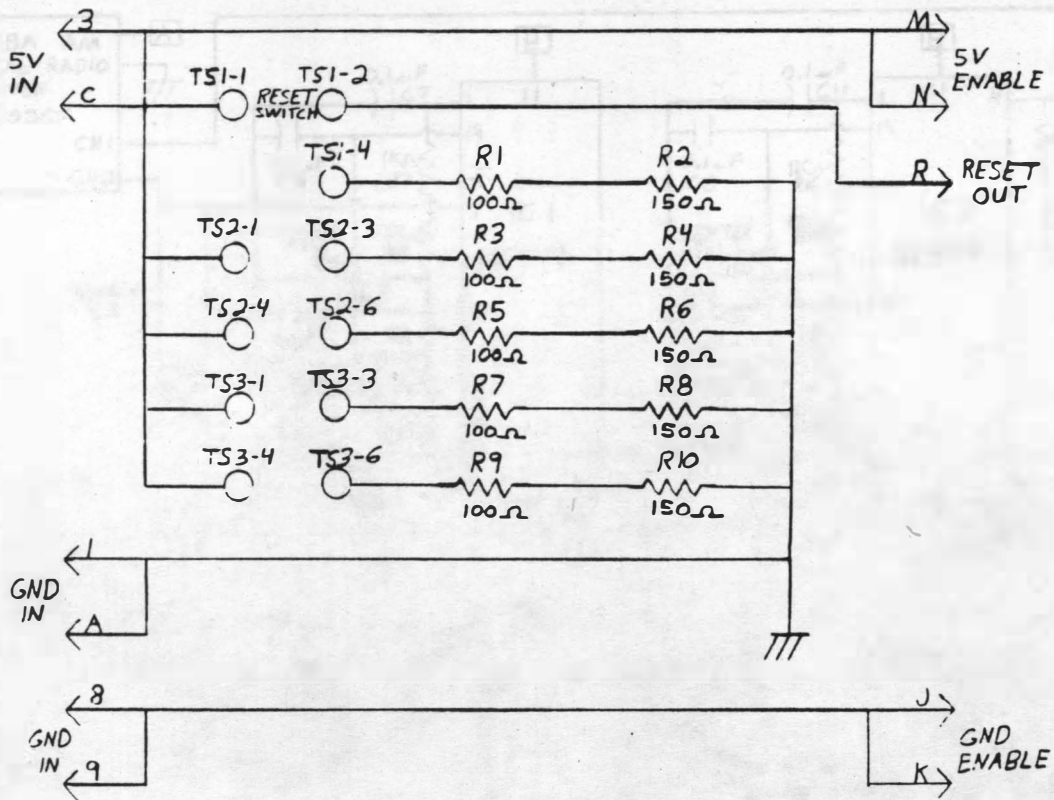 3
M
5V
IN
5V
ENABLE
C
TS1-1
RESET
SWITCH
TS1-2
N
TS1-4
R1
100Ω
R2
150Ω
R
RESET
OUT
TS2-1
TS2-3
R3
100Ω
R4
150Ω
TS2-4
TS2-6
R5
100Ω
R6
150Ω
TS3-1
TS3-3
R7
100Ω
R8
150Ω
TS3-4
TS3-6
R9
100Ω
R10
150Ω
1
GND
IN
A
8
J
GND
IN
GND
ENABLE
9
K